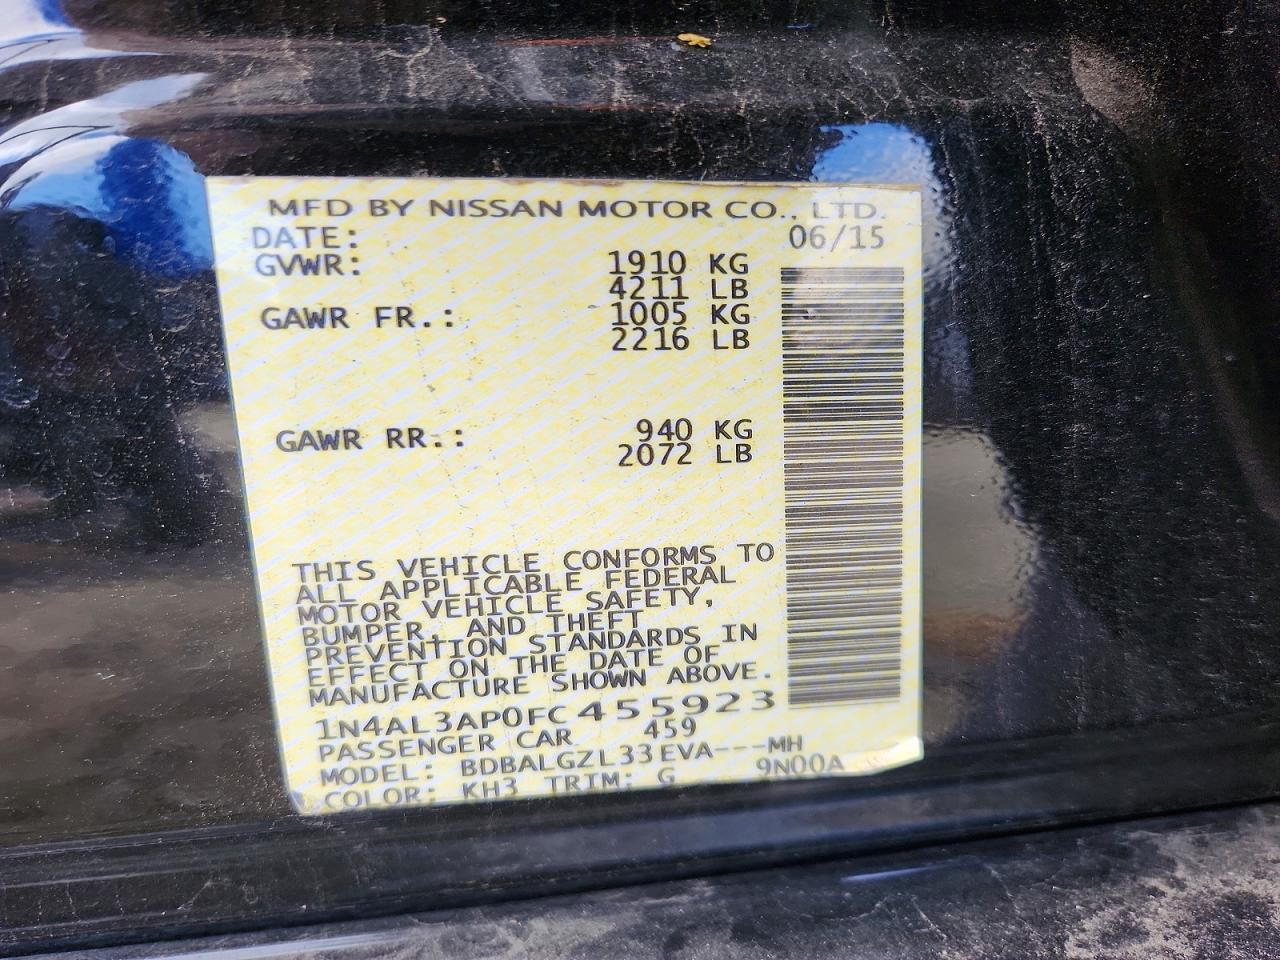 MFD BY NISSAN MOTOR CO., LTD.
DATE: 06/15
GVWR: 1910 KG
4211 LB
GAWR FR.: 1005 KG
2216 LB
GAWR RR.: 940 KG
2072 LB
THIS VEHICLE CONFORMS TO
ALL APPLICABLE FEDERAL
MOTOR VEHICLE SAFETY,
BUMPER, AND THEFT
PREVENTION STANDARDS IN
EFFECT ON THE DATE OF
MANUFACTURE SHOWN ABOVE.
1N4AL3AP0FC455923
PASSENGER CAR 459
MODEL: BDBALGZL33EVA---MH
COLOR: KH3 TRIM: G 9N00A